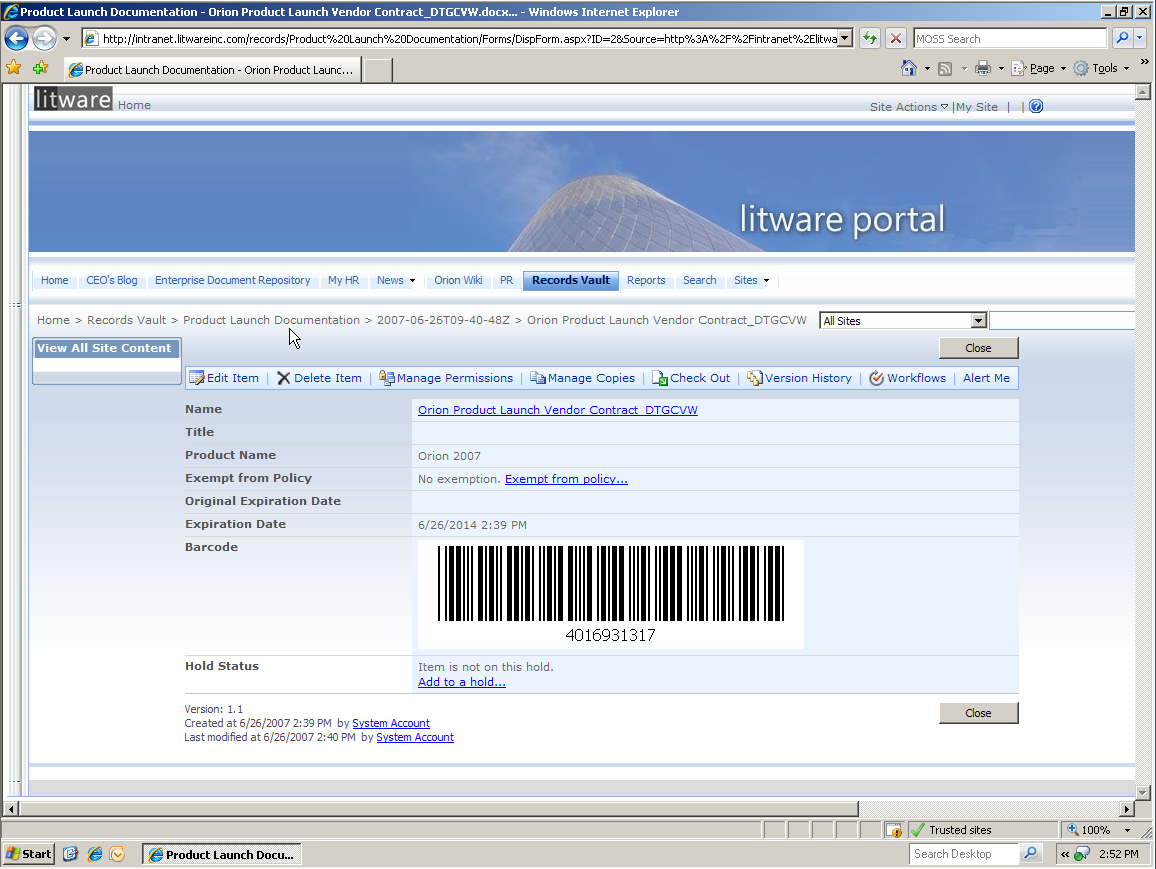 Product Launch Documentation - Orion Product Launch Vendor Contract_DTGCVW.docx... - Windows Internet Explorer
http://intranet.litwareinc.com/records/Product%20Launch%20Documentation/Forms/DispForm.aspx?ID=2&Source=http%3A%2F%2Fintranet%2Elitwa
MOSS Search
Product Launch Documentation - Orion Product Launc...
Page Tools
litware Home
Site Actions | My Site | |
litware portal
Home CEO's Blog Enterprise Document Repository My HR News Orion Wiki PR Records Vault Reports Search Sites
Home > Records Vault > Product Launch Documentation > 2007-06-26T09-40-48Z > Orion Product Launch Vendor Contract_DTGCVW All Sites
View All Site Content
Close
Edit Item | Delete Item | Manage Permissions | Manage Copies | Check Out | Version History | Workflows | Alert Me
Name Orion Product Launch Vendor Contract_DTGCVW
Title
Product Name Orion 2007
Exempt from Policy No exemption. Exempt from policy...
Original Expiration Date
Expiration Date 6/26/2014 2:39 PM
Barcode
4016931317
Hold Status Item is not on this hold.
Add to a hold...
Version: 1.1
Created at 6/26/2007 2:39 PM by System Account
Last modified at 6/26/2007 2:40 PM by System Account
Close
Trusted sites 100%
Start Product Launch Docu... Search Desktop 2:52 PM